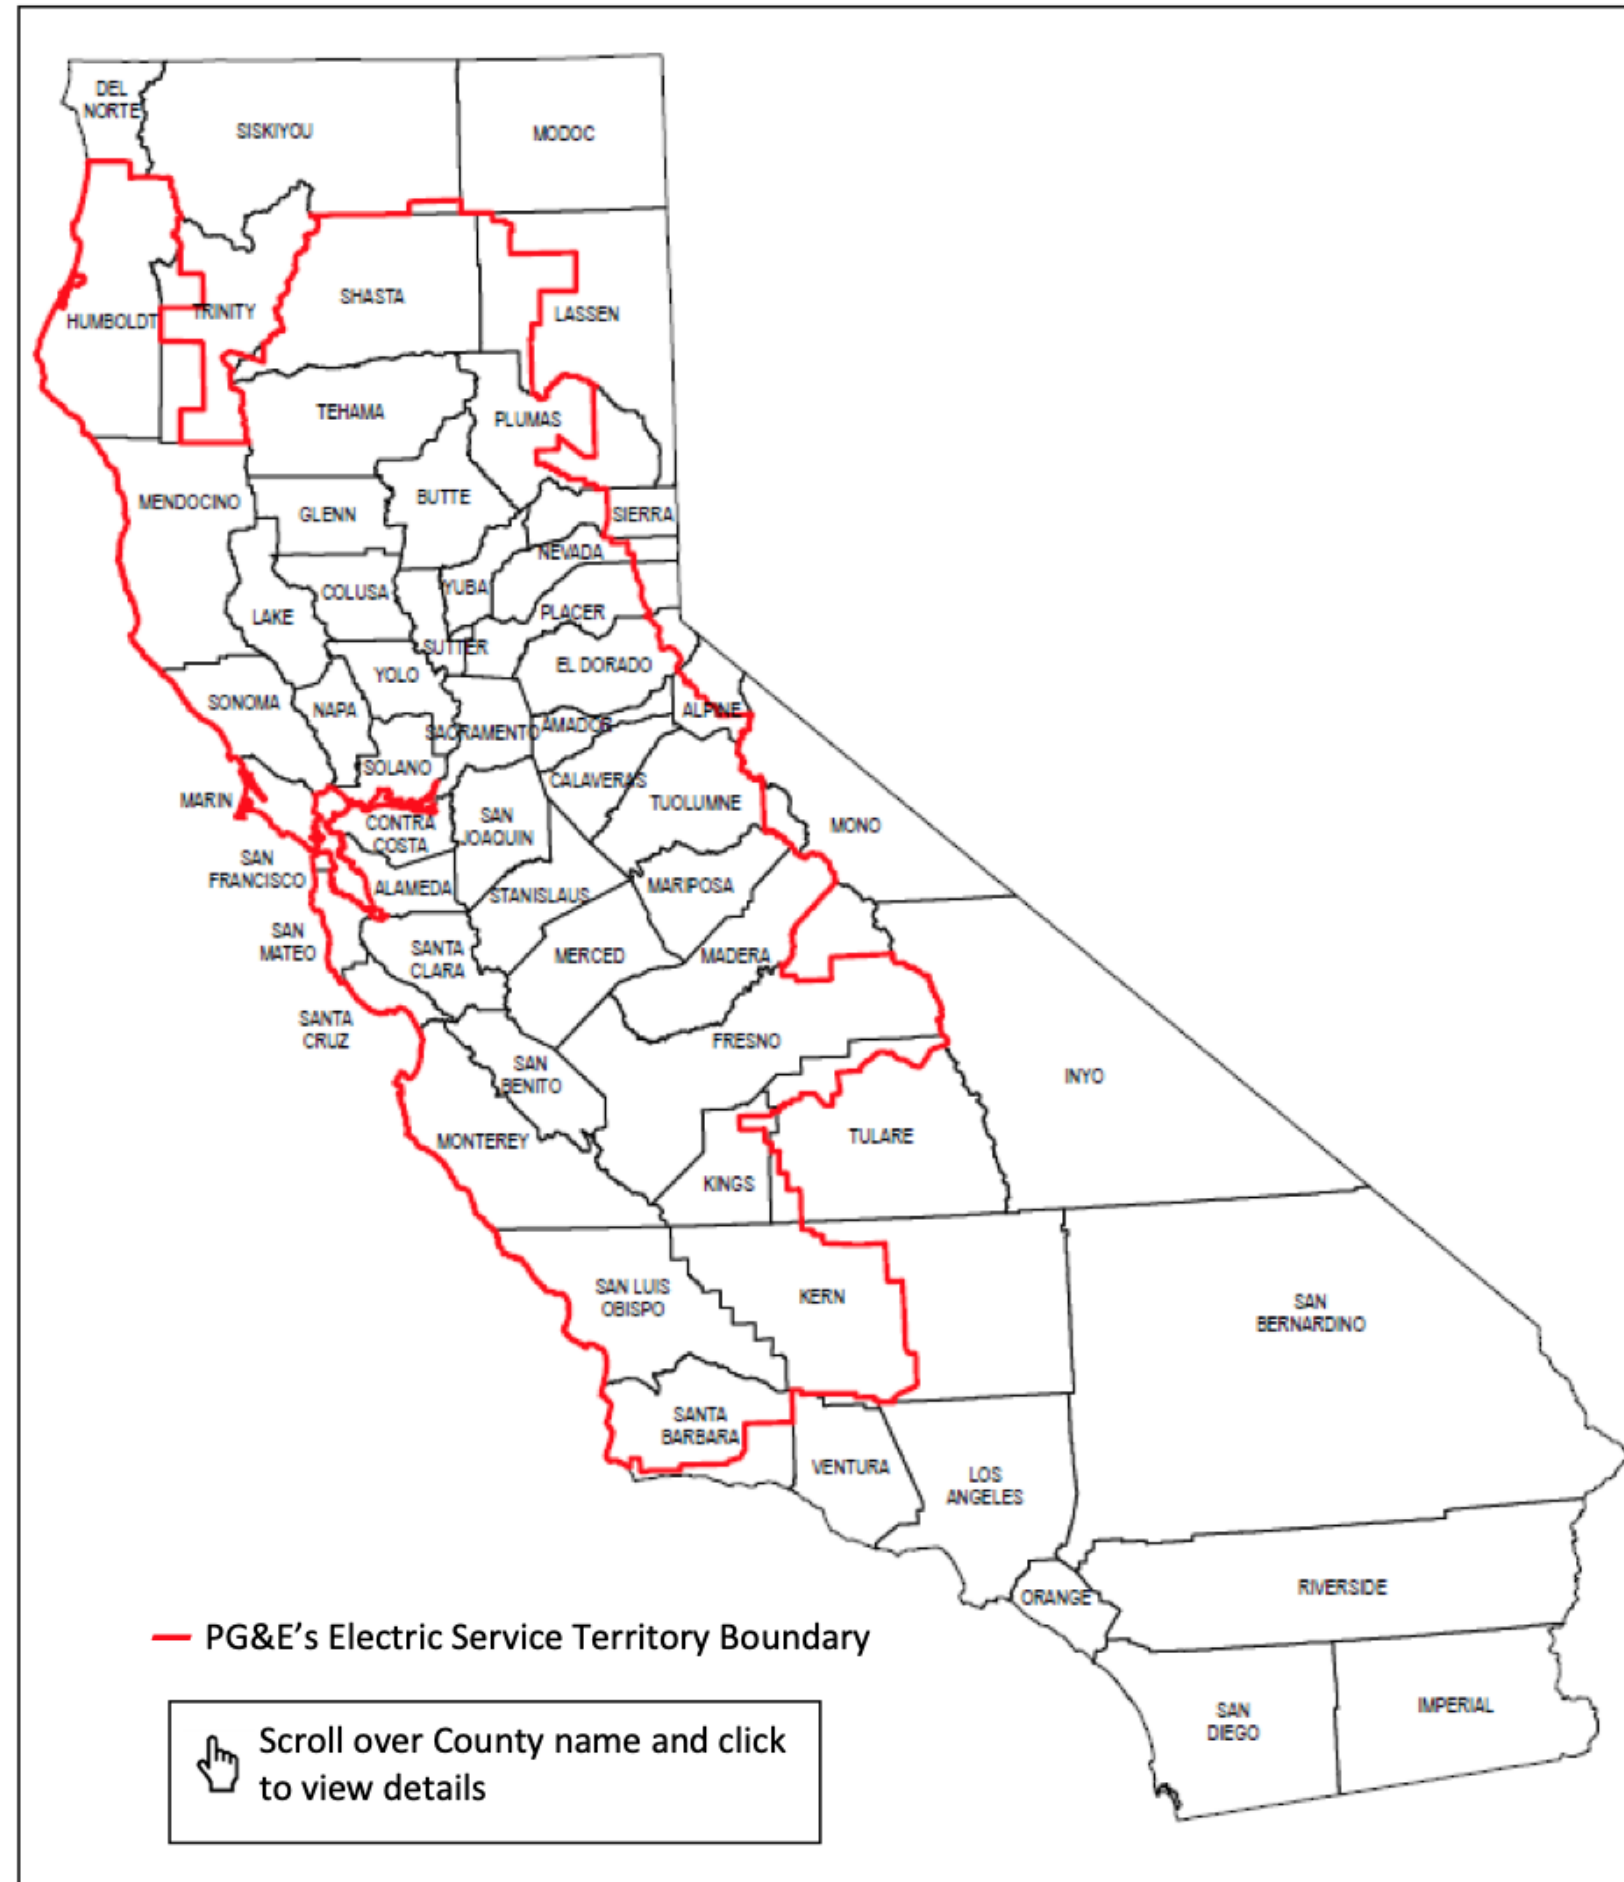 DEL
NORTE
SISKIYOU
MODOC
HUMBOLDT
TRINITY
SHASTA
LASSEN
TEHAMA
PLUMAS
MENDOCINO
GLENN
BUTTE
SIERRA
NEVADA
LAKE
COLUSA
YUBA
PLACER
SUTTER
SONOMA
NAPA
YOLO
EL DORADO
SACRAMENTO
AMADOR
ALPINE
SOLANO
CALAVERAS
MARIN
CONTRA
COSTA
SAN
JOAQUIN
TUOLUMNE
MONO
SAN
FRANCISCO
ALAMEDA
STANISLAUS
MARIPOSA
SAN
MATEO
SANTA
CLARA
MERCED
MADERA
SANTA
CRUZ
SAN
BENITO
FRESNO
INYO
MONTEREY
KINGS
TULARE
SAN LUIS
OBISPO
KERN
SAN
BERNARDINO
SANTA
BARBARA
VENTURA
LOS
ANGELES
ORANGE
RIVERSIDE
SAN
DIEGO
IMPERIAL
PG&E’s Electric Service Territory Boundary
Scroll over County name and click
to view details